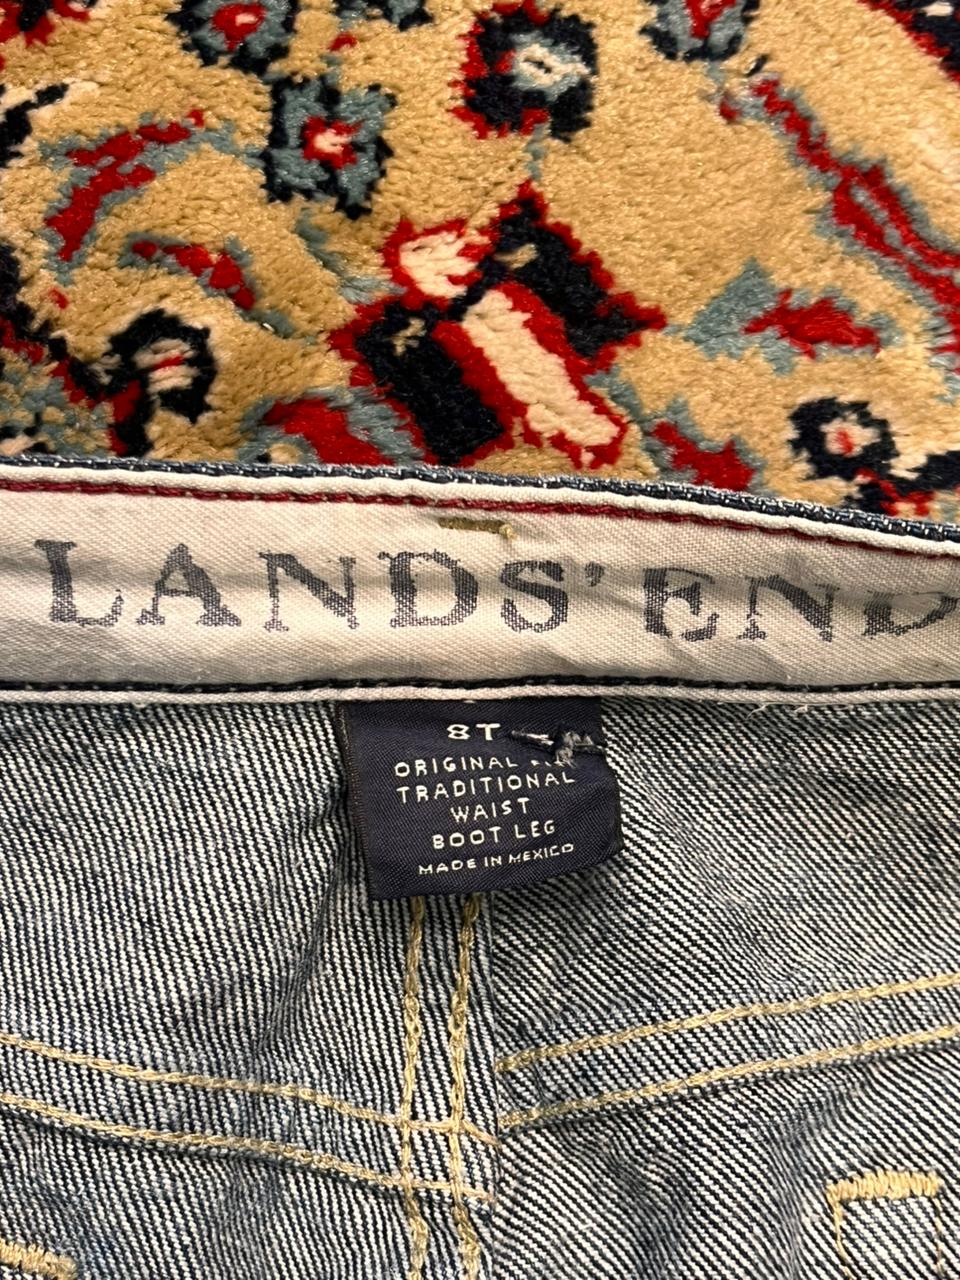 LANDS' END
8T
ORIGINAL
TRADITIONAL
WAIST
BOOT LEG
MADE IN MEXICO